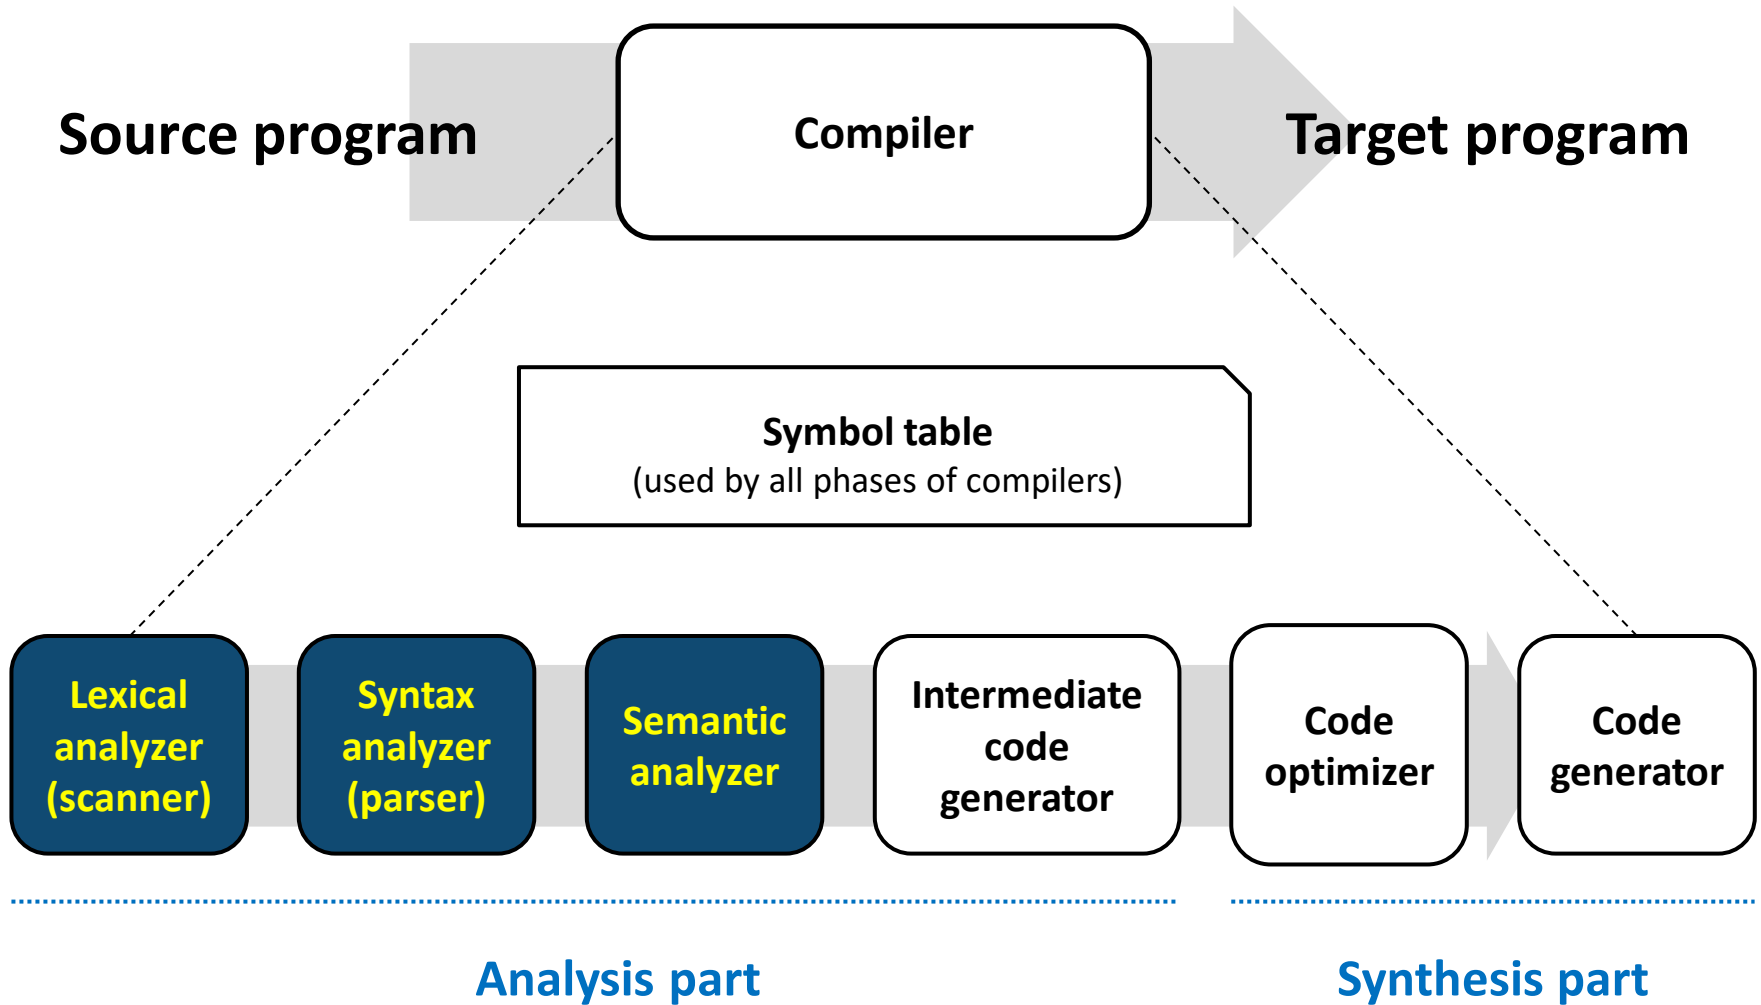 Source program
Compiler
Target program
Symbol table
(used by all phases of compilers)
Lexical
analyzer
(scanner)
Syntax
analyzer
(parser)
Semantic
analyzer
Intermediate
code
generator
Code
optimizer
Code
generator
Analysis part
Synthesis part